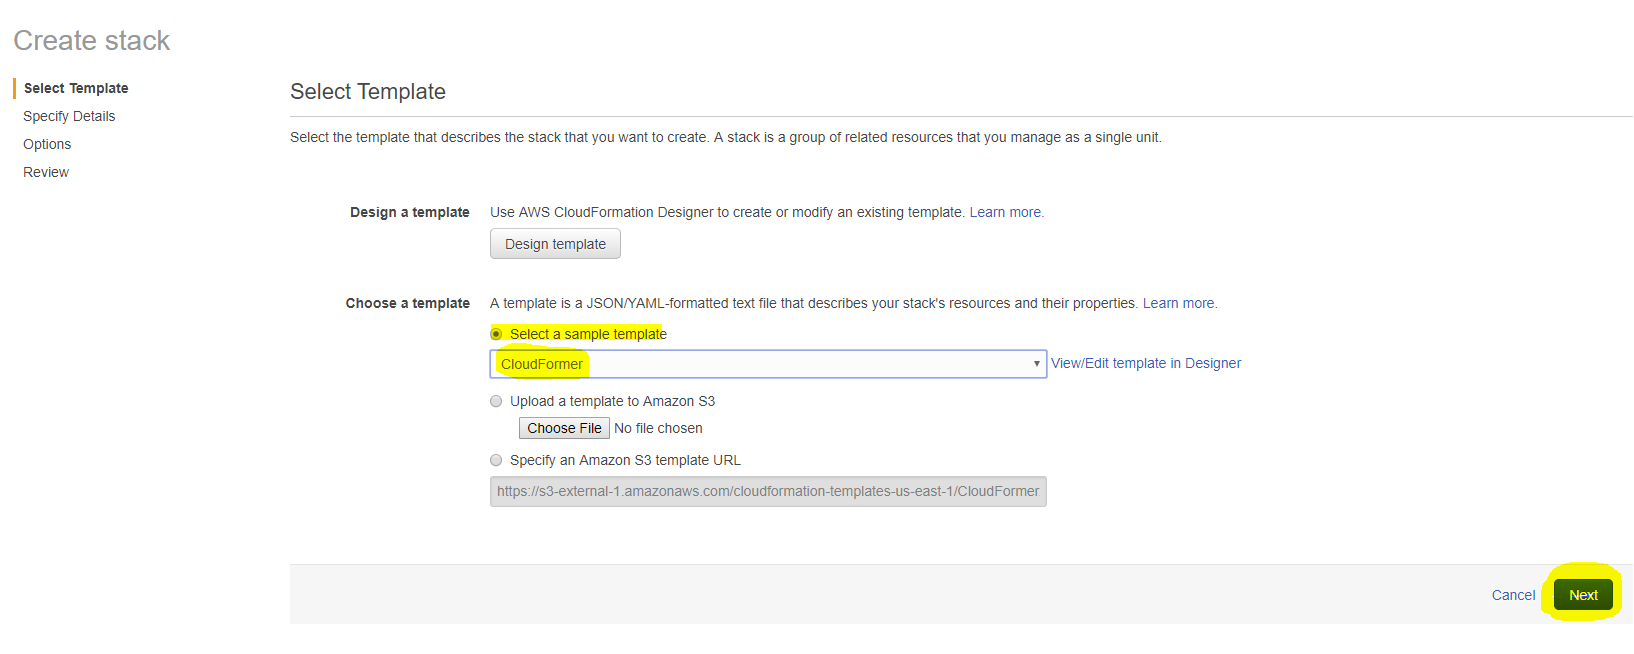 Create stack
Select Template
Specify Details
Options
Review
Select Template
Select the template that describes the stack that you want to create. A stack is a group of related resources that you manage as a single unit.
Design a template
Use AWS CloudFormation Designer to create or modify an existing template. Learn more.
Design template
Choose a template
A template is a JSON/YAML-formatted text file that describes your stack's resources and their properties. Learn more.
Select a sample template
CloudFormer
View/Edit template in Designer
Upload a template to Amazon S3
Choose File No file chosen
Specify an Amazon S3 template URL
https://s3-external-1.amazonaws.com/cloudformation-templates-us-east-1/CloudFormer
Cancel
Next